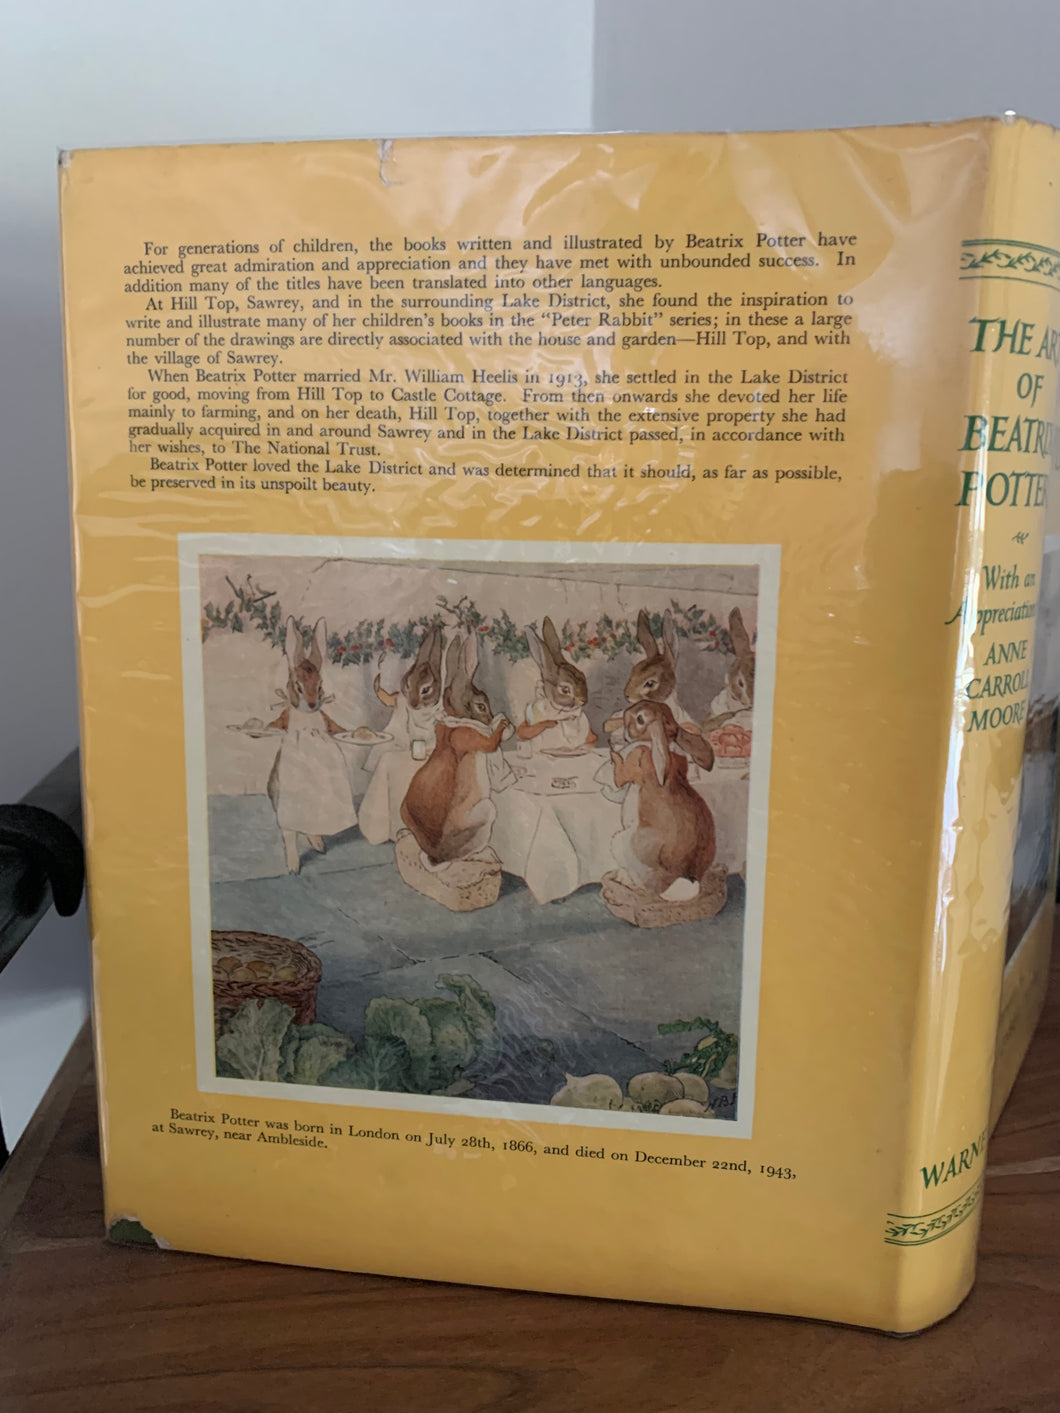 For generations of children, the books written and illustrated by Beatrix Potter have
achieved great admiration and appreciation and they have met with unbounded success. In
addition many of the titles have been translated into other languages.
At Hill Top, Sawrey, and in the surrounding Lake District, she found the inspiration to
write and illustrate many of her children's books in the "Peter Rabbit" series; in these a large
number of the drawings are directly associated with the house and garden—Hill Top, and with
the village of Sawrey.
When Beatrix Potter married Mr. William Heelis in 1913, she settled in the Lake District
for good, moving from Hill Top to Castle Cottage. From then onwards she devoted her life
mainly to farming, and on her death, Hill Top, together with the extensive property she had
gradually acquired in and around Sawrey and in the Lake District passed, in accordance with
her wishes, to The National Trust.
Beatrix Potter loved the Lake District and was determined that it should, as far as possible,
be preserved in its unspoilt beauty.
Beatrix Potter was born in London on July 28th, 1866, and died on December 22nd, 1943,
at Sawrey, near Ambleside.
THE AR
OF
BEATRIX
POTTER
With an
Appreciation
ANNE
CARROLL
MOORE
WARNE